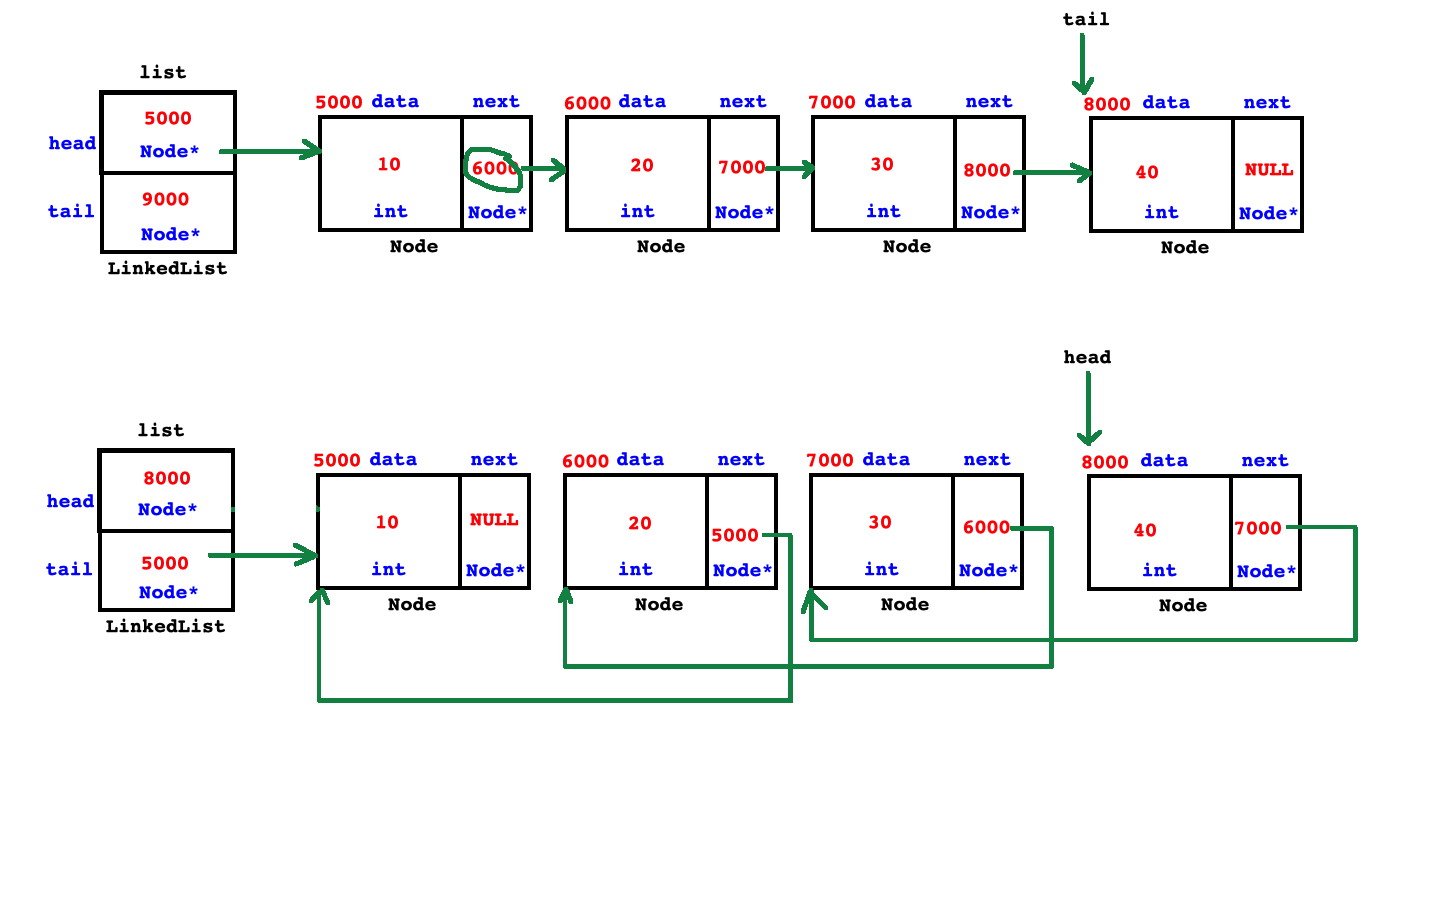 tail
list
5000 data next
6000 data next
7000 data next
8000 data next
5000
head
Node*
10
6000
20
7000
30
8000
40
NULL
tail
9000
Node*
int
Node*
int
Node*
int
Node*
int
Node*
LinkedList
Node
Node
Node
Node
head
list
5000 data next
6000 data next
7000 data next
8000 data next
8000
head
Node*
10
NULL
20
5000
30
6000
40
7000
tail
5000
Node*
int
Node*
int
Node*
int
Node*
int
Node*
LinkedList
Node
Node
Node
Node